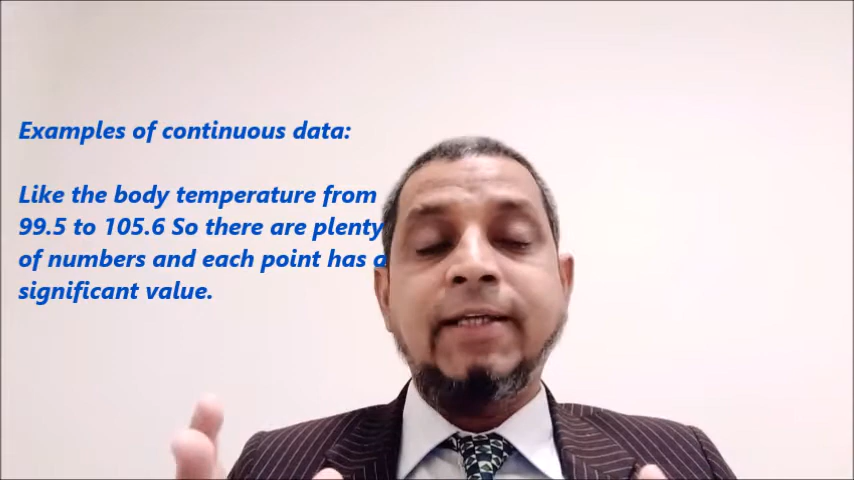 Examples of continuous data:
Like the body temperature from
99.5 to 105.6 So there are plenty
of numbers and each point has a
significant value.